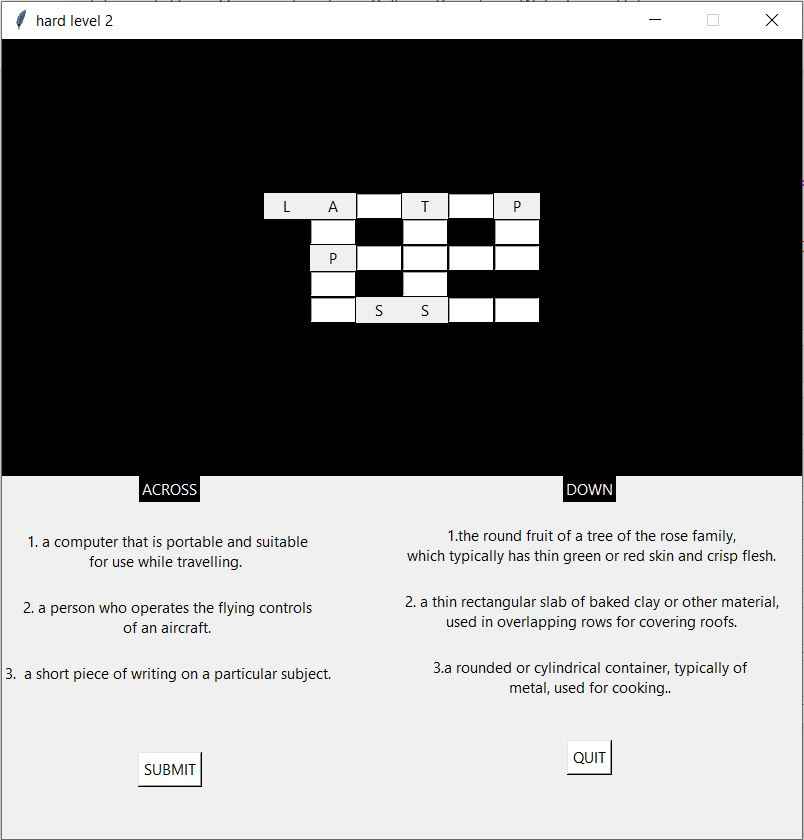 hard level 2
L A T P
P
S S
ACROSS
1. a computer that is portable and suitable
for use while travelling.
2. a person who operates the flying controls
of an aircraft.
3. a short piece of writing on a particular subject.
SUBMIT
DOWN
1.the round fruit of a tree of the rose family,
which typically has thin green or red skin and crisp flesh.
2. a thin rectangular slab of baked clay or other material,
used in overlapping rows for covering roofs.
3.a rounded or cylindrical container, typically of
metal, used for cooking..
QUIT